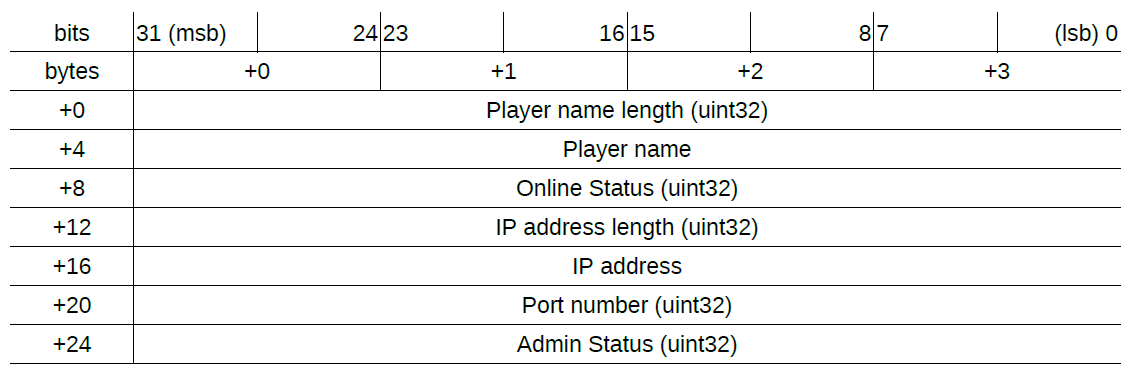 bits 31 (msb) 24 23 16 15 8 7 (lsb) 0
bytes +0 +1 +2 +3
+0 Player name length (uint32)
+4 Player name
+8 Online Status (uint32)
+12 IP address length (uint32)
+16 IP address
+20 Port number (uint32)
+24 Admin Status (uint32)